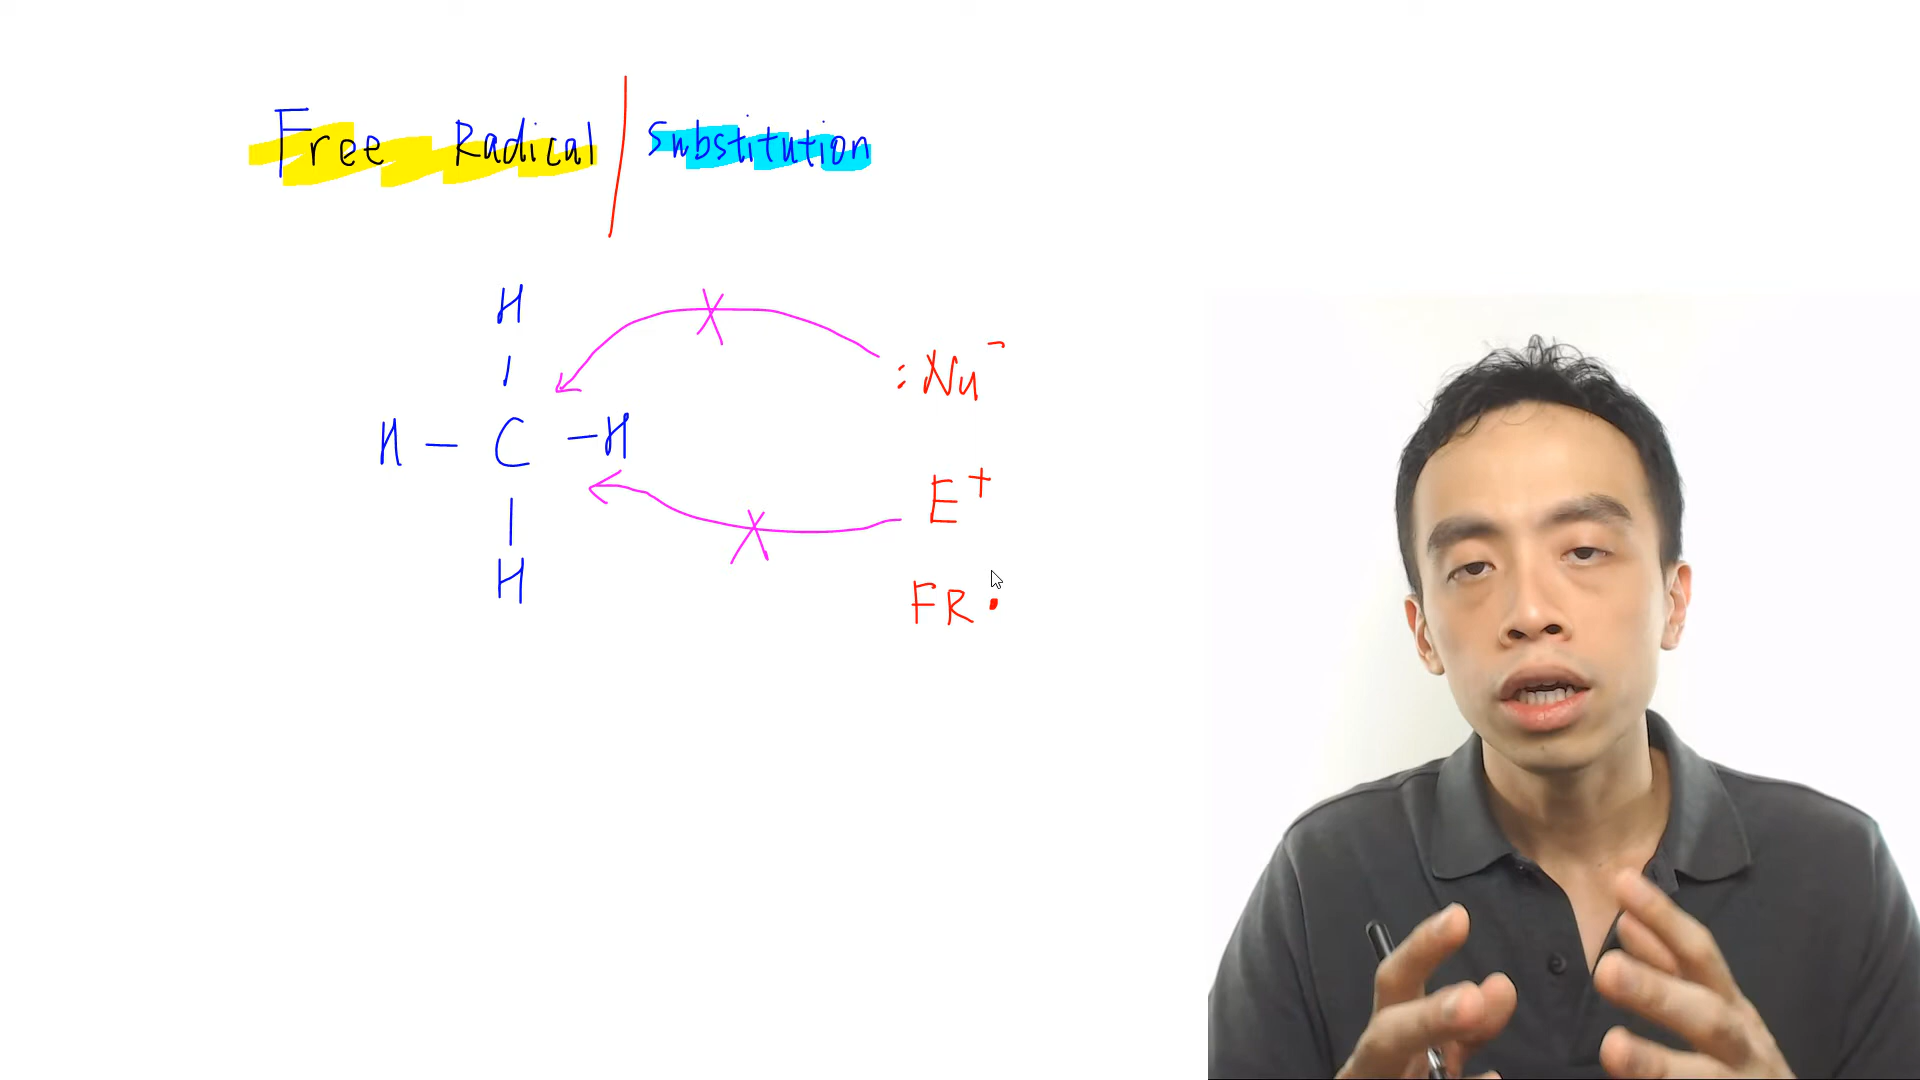 Free Radical / Substitution
H
|
H — C — H
|
H
:Nu⁻
E⁺
FR•